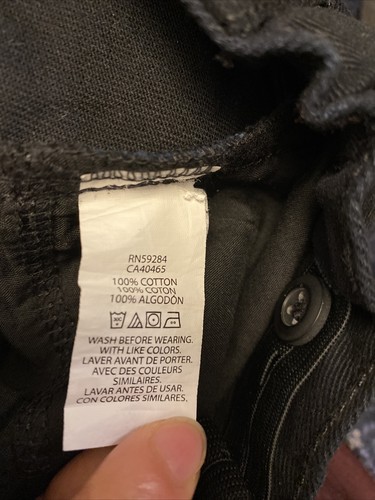 RN59284
CA40465
100% COTTON
100% COTON
100% ALGODÓN
30C
WASH BEFORE WEARING.
WITH LIKE COLORS.
LAVER AVANT DE PORTER.
AVEC DES COULEURS
SIMILAIRES.
LAVAR ANTES DE USAR.
CON COLORES SIMILARES.